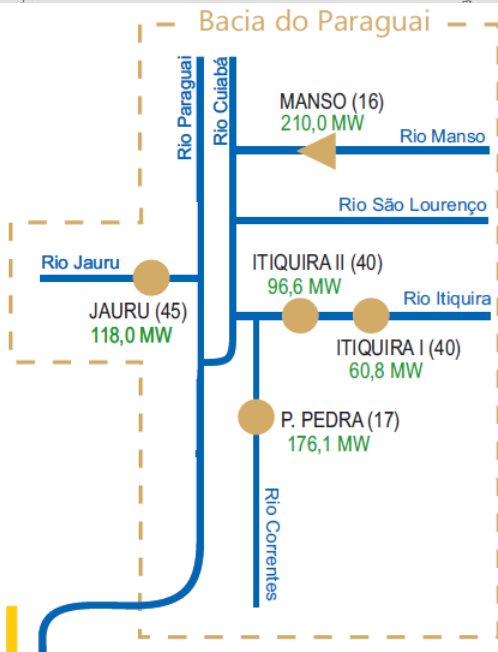 Bacia do Paraguai
Rio Paraguai
Rio Cuiabá
MANSO (16)
210,0 MW
Rio Manso
Rio São Lourenço
Rio Jauru
ITIQUIRA II (40)
96,6 MW
Rio Itiquira
JAURU (45)
118,0 MW
ITIQUIRA I (40)
60,8 MW
P. PEDRA (17)
176,1 MW
Rio Correntes